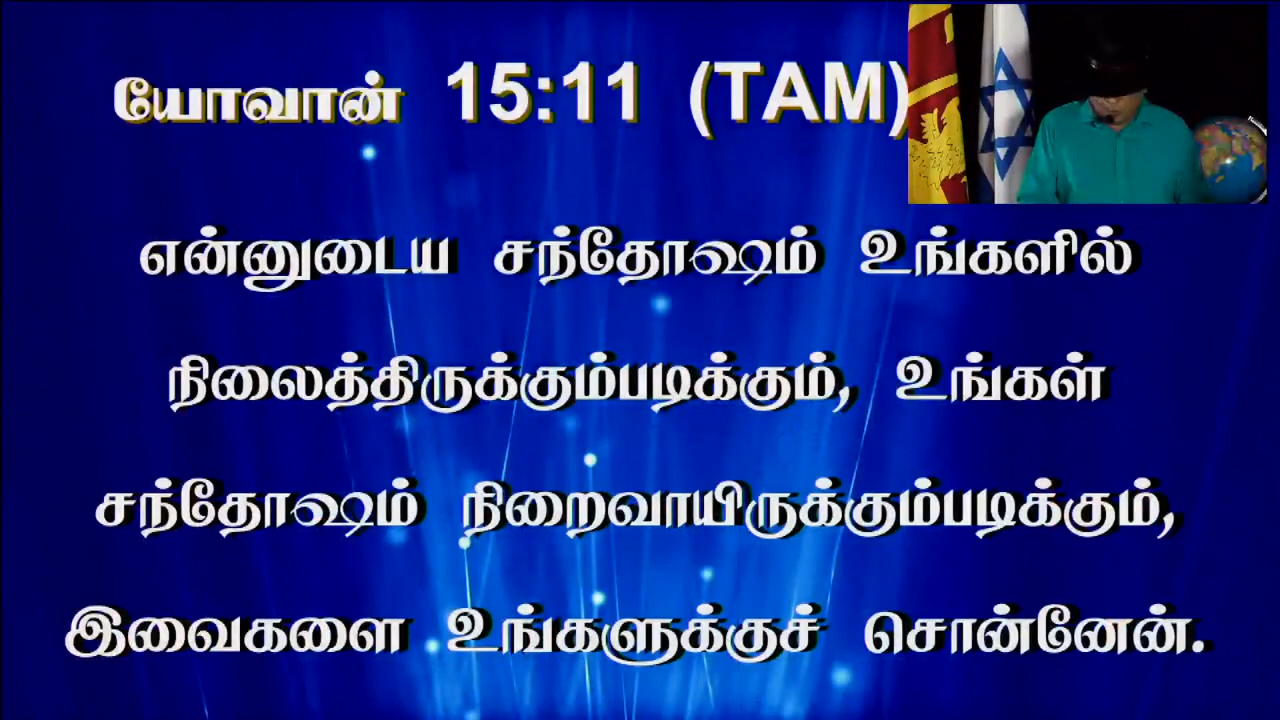 யோவான் 15:11 (TAM)
என்னுடைய சந்தோஷம் உங்களில்
நிலைத்திருக்கும்படிக்கும், உங்கள்
சந்தோஷம் நிறைவாயிருக்கும்படிக்கும்,
இவைகளை உங்களுக்குச் சொன்னேன்.